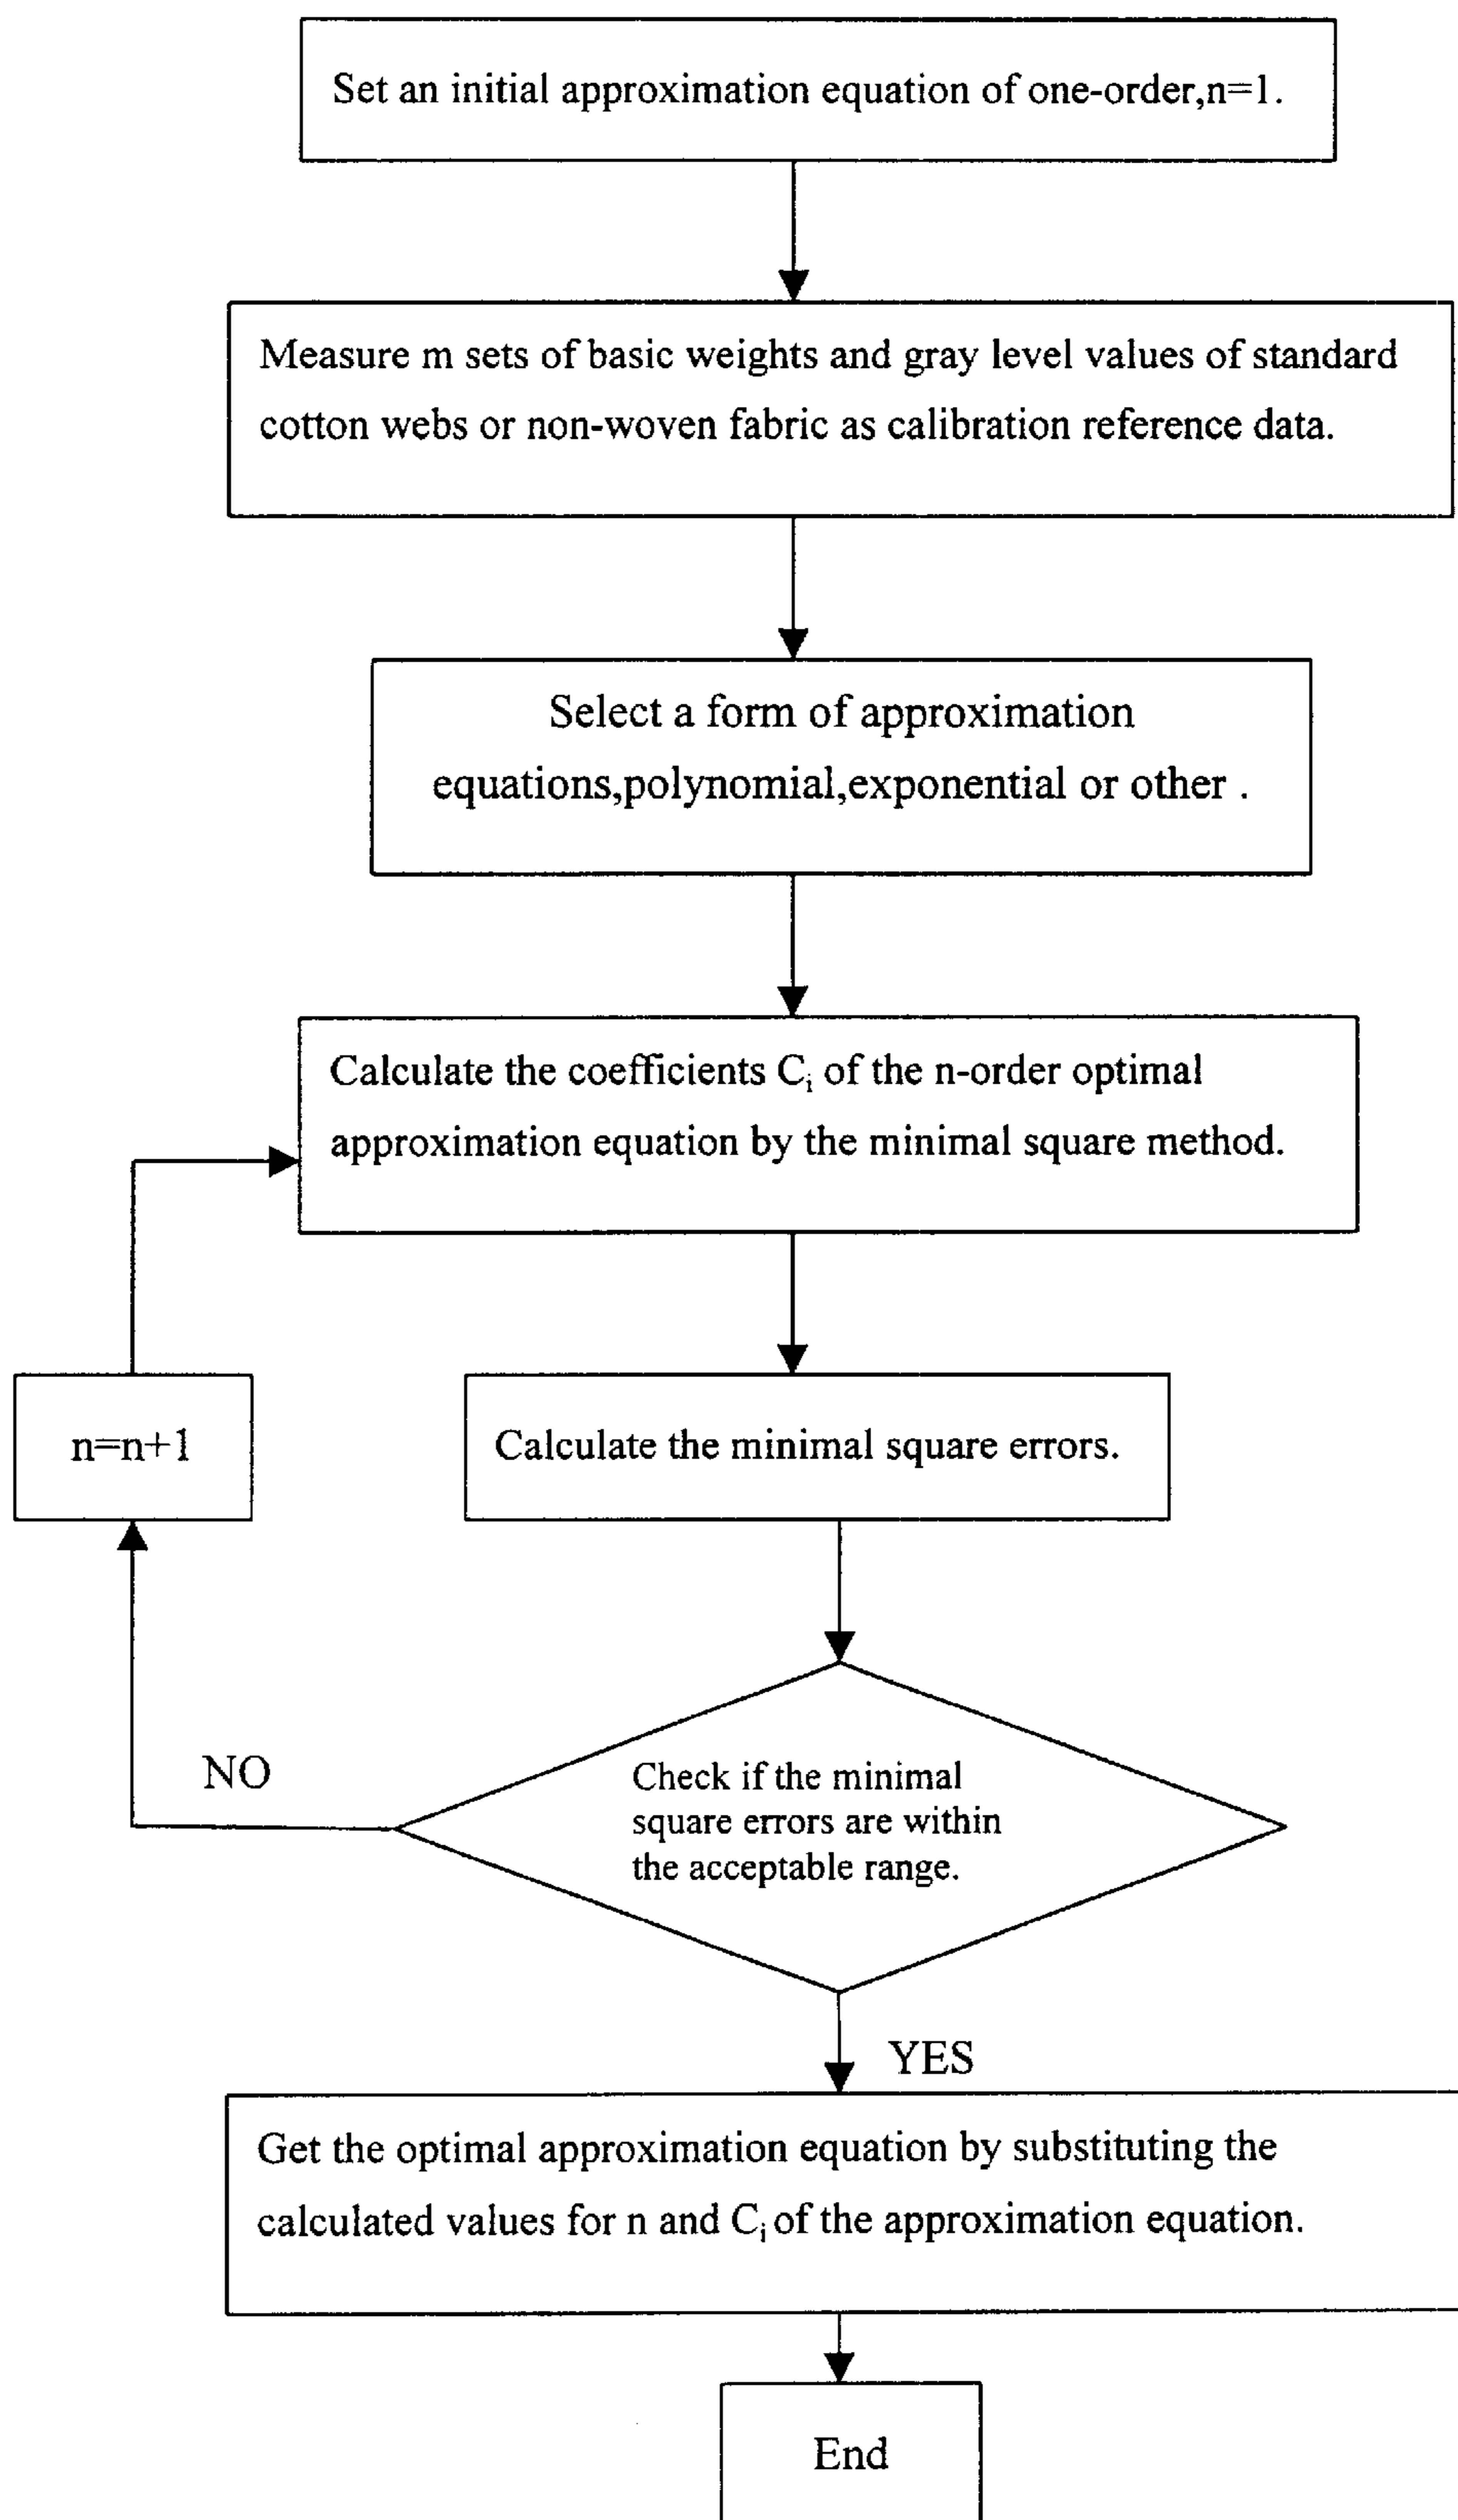 Set an initial approximation equation of one-order,n=1.
Measure m sets of basic weights and gray level values of standard
cotton webs or non-woven fabric as calibration reference data.
Select a form of approximation
equations,polynomial,exponential or other .
Calculate the coefficients Cᵢ of the n-order optimal
approximation equation by the minimal square method.
n=n+1
Calculate the minimal square errors.
NO
Check if the minimal
square errors are within
the acceptable range.
YES
Get the optimal approximation equation by substituting the
calculated values for n and Cᵢ of the approximation equation.
End